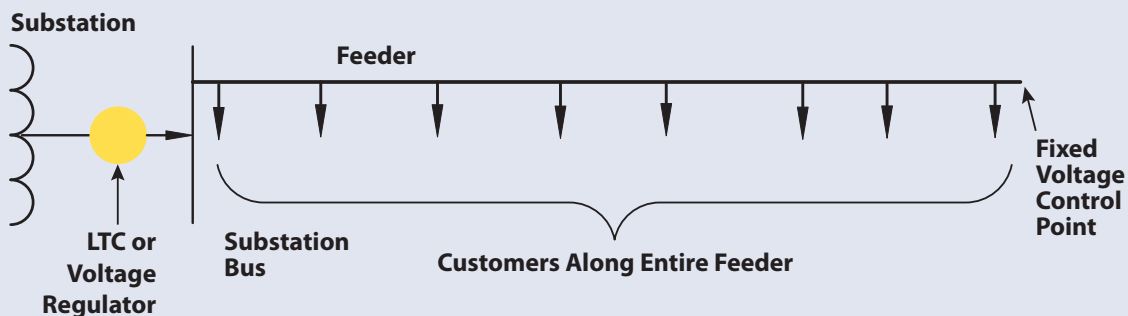 Substation
Feeder
LTC or
Voltage
Regulator
Substation
Bus
Customers Along Entire Feeder
Fixed
Voltage
Control
Point